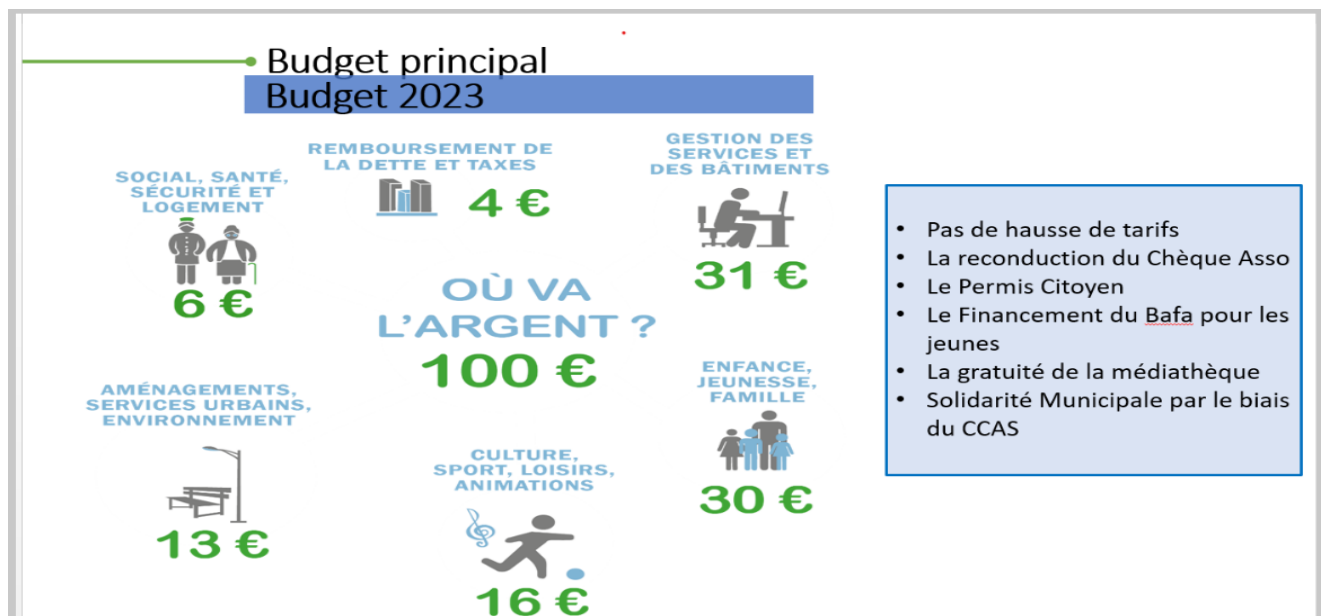 Budget principal
Budget 2023
REMBOURSEMENT DE
LA DETTE ET TAXES
4 €
GESTION DES
SERVICES ET
DES BÂTIMENTS
31 €
SOCIAL, SANTÉ,
SÉCURITÉ ET
LOGEMENT
6 €
OÙ VA
L'ARGENT ?
100 €
ENFANCE,
JEUNESSE,
FAMILLE
30 €
AMÉNAGEMENTS,
SERVICES URBAINS,
ENVIRONNEMENT
13 €
CULTURE,
SPORT, LOISIRS,
ANIMATIONS
16 €
• Pas de hausse de tarifs
• La reconduction du Chèque Asso
• Le Permis Citoyen
• Le Financement du Bafa pour les
jeunes
• La gratuité de la médiathèque
• Solidarité Municipale par le biais
du CCAS